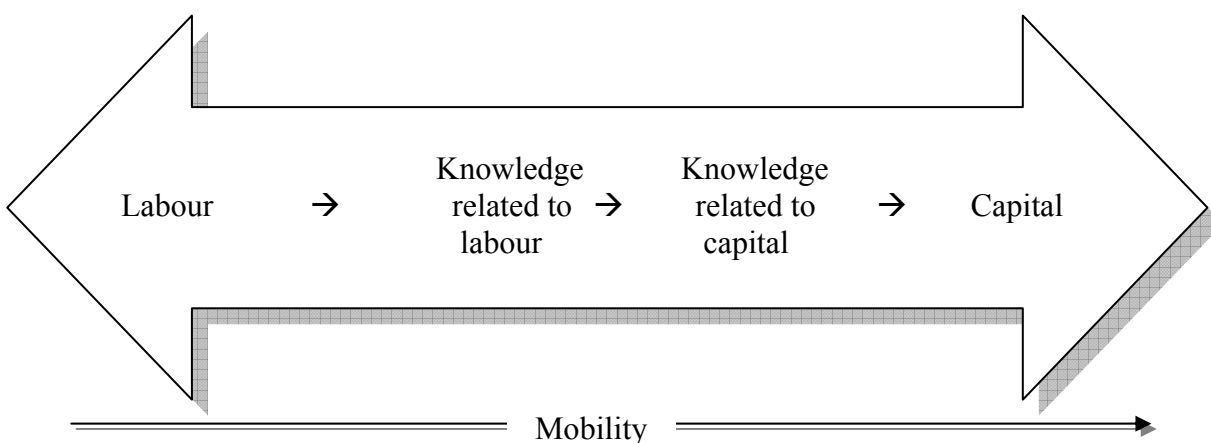 Labour → Knowledge related to labour → Knowledge related to capital → Capital
Mobility